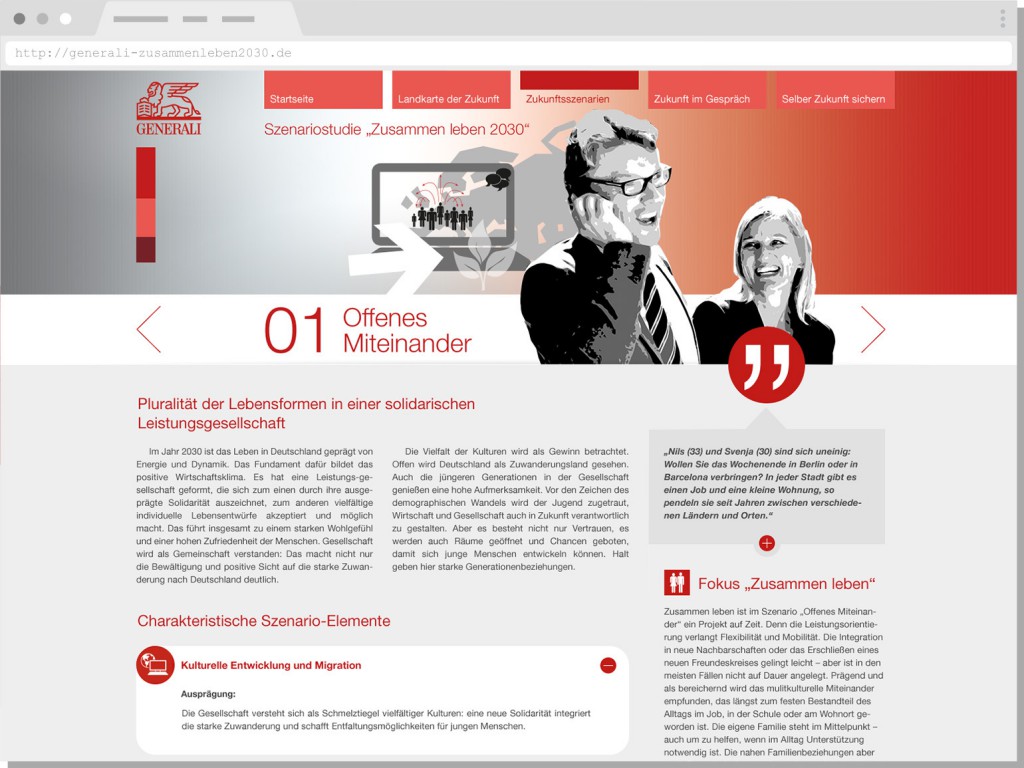 http://generali-zusammenleben2030.de
GENERALI
Startseite
Landkarte der Zukunft
Zukunftsszenarien
Zukunft im Gespräch
Selber Zukunft sichern
Szenariostudie „Zusammen leben 2030“
01 Offenes
Miteinander
Pluralität der Lebensformen in einer solidarischen
Leistungsgesellschaft
Im Jahr 2030 ist das Leben in Deutschland geprägt von
Energie und Dynamik. Das Fundament dafür bildet das
positive Wirtschaftsklima. Es hat eine Leistungs-ge-
sellschaft geformt, die sich zum einen durch ihre ausge-
prägte Solidarität auszeichnet, zum anderen vielfältige
individuelle Lebensentwürfe akzeptiert und möglich
macht. Das führt insgesamt zu einem starken Wohlgefühl
und einer hohen Zufriedenheit der Menschen. Gesellschaft
wird als Gemeinschaft verstanden: Das macht nicht nur
die Bewältigung und positive Sicht auf die starke Zuwan-
derung nach Deutschland deutlich.
Die Vielfalt der Kulturen wird als Gewinn betrachtet.
Offen wird Deutschland als Zuwanderungsland gesehen.
Auch die jüngeren Generationen in der Gesellschaft
genießen eine hohe Aufmerksamkeit. Vor den Zeichen des
demographischen Wandels wird der Jugend zugetraut,
Wirtschaft und Gesellschaft auch in Zukunft verantwortlich
zu gestalten. Aber es besteht nicht nur Vertrauen, es
werden auch Räume geöffnet und Chancen geboten,
damit sich junge Menschen entwickeln können. Halt
geben hier starke Generationenbeziehungen.
„Nils (33) und Svenja (30) sind sich uneinig:
Wollen Sie das Wochenende in Berlin oder in
Barcelona verbringen? In jeder Stadt gibt es
einen Job und eine kleine Wohnung, so
pendeln sie seit Jahren zwischen verschiede-
nen Ländern und Orten.“
Fokus „Zusammen leben“
Zusammen leben ist im Szenario „Offenes Miteinan-
der“ ein Projekt auf Zeit. Denn die Leistungsorientie-
rung verlangt Flexibilität und Mobilität. Die Integration
in neue Nachbarschaften oder das Erschließen eines
neuen Freundeskreises gelingt leicht – aber ist in den
meisten Fällen nicht auf Dauer angelegt. Prägend und
als bereichernd wird das mulitkulturelle Miteinander
empfunden, das längst zum festen Bestandteil des
Alltags im Job, in der Schule oder am Wohnort ge-
worden ist. Die eigene Familie steht im Mittelpunkt –
auch um zu helfen, wenn im Alltag Unterstützung
notwendig ist. Die nahen Familienbeziehungen aber
Charakteristische Szenario-Elemente
Kulturelle Entwicklung und Migration
Ausprägung:
Die Gesellschaft versteht sich als Schmelztiegel vielfältiger Kulturen: eine neue Solidarität integriert
die starke Zuwanderung und schafft Entfaltungsmöglichkeiten für jungen Menschen.